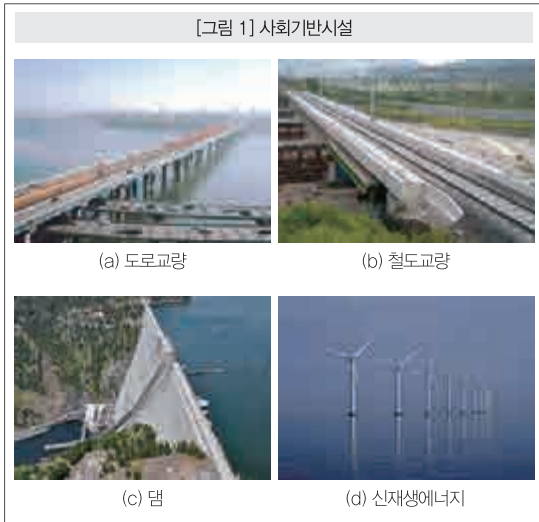 [그림 1] 사회기반시설
(a) 도로교량
(b) 철도교량
(c) 댐
(d) 신재생에너지